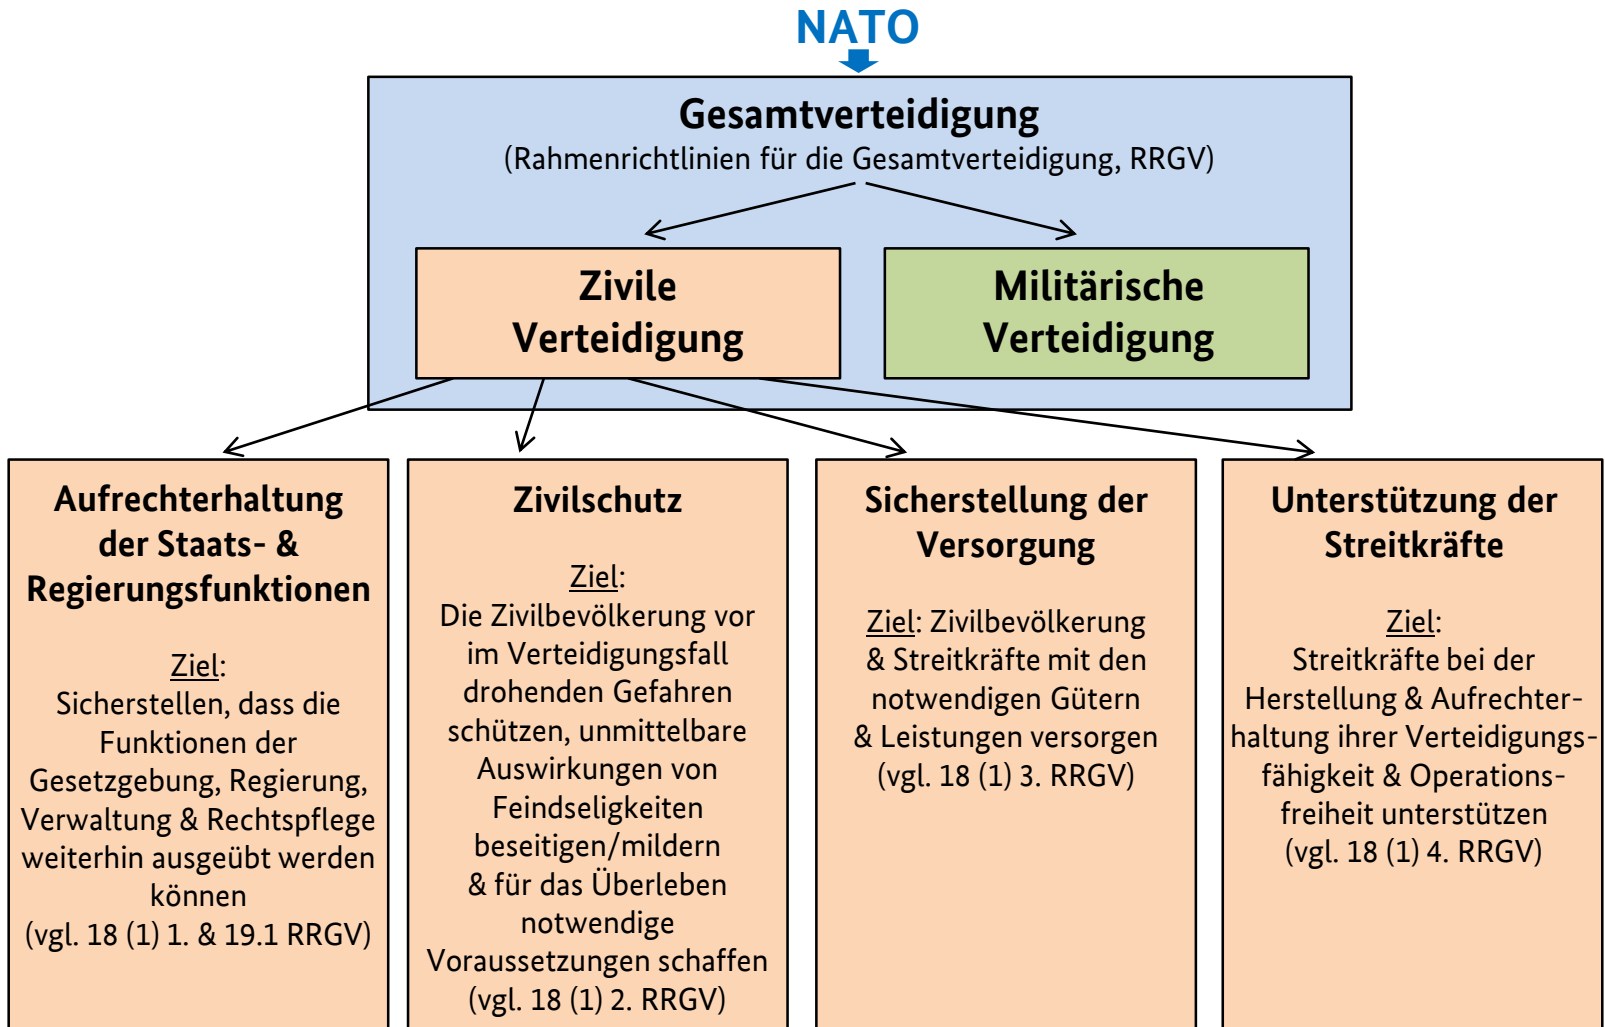 NATO
Gesamtverteidigung
(Rahmenrichtlinien für die Gesamtverteidigung, RRGV)
Zivile
Verteidigung
Militärische
Verteidigung
Aufrechterhaltung
der Staats- &
Regierungsfunktionen
Ziel:
Sicherstellen, dass die
Funktionen der
Gesetzgebung, Regierung,
Verwaltung & Rechtspflege
weiterhin ausgeübt werden
können
(vgl. 18 (1) 1. & 19.1 RRGV)
Zivilschutz
Ziel:
Die Zivilbevölkerung vor
im Verteidigungsfall
drohenden Gefahren
schützen, unmittelbare
Auswirkungen von
Feindseligkeiten
beseitigen/mildern
& für das Überleben
notwendige
Voraussetzungen schaffen
(vgl. 18 (1) 2. RRGV)
Sicherstellung der
Versorgung
Ziel: Zivilbevölkerung
& Streitkräfte mit den
notwendigen Gütern
& Leistungen versorgen
(vgl. 18 (1) 3. RRGV)
Unterstützung der
Streitkräfte
Ziel:
Streitkräfte bei der
Herstellung & Aufrechter-
haltung ihrer Verteidigungs-
fähigkeit & Operations-
freiheit unterstützen
(vgl. 18 (1) 4. RRGV)